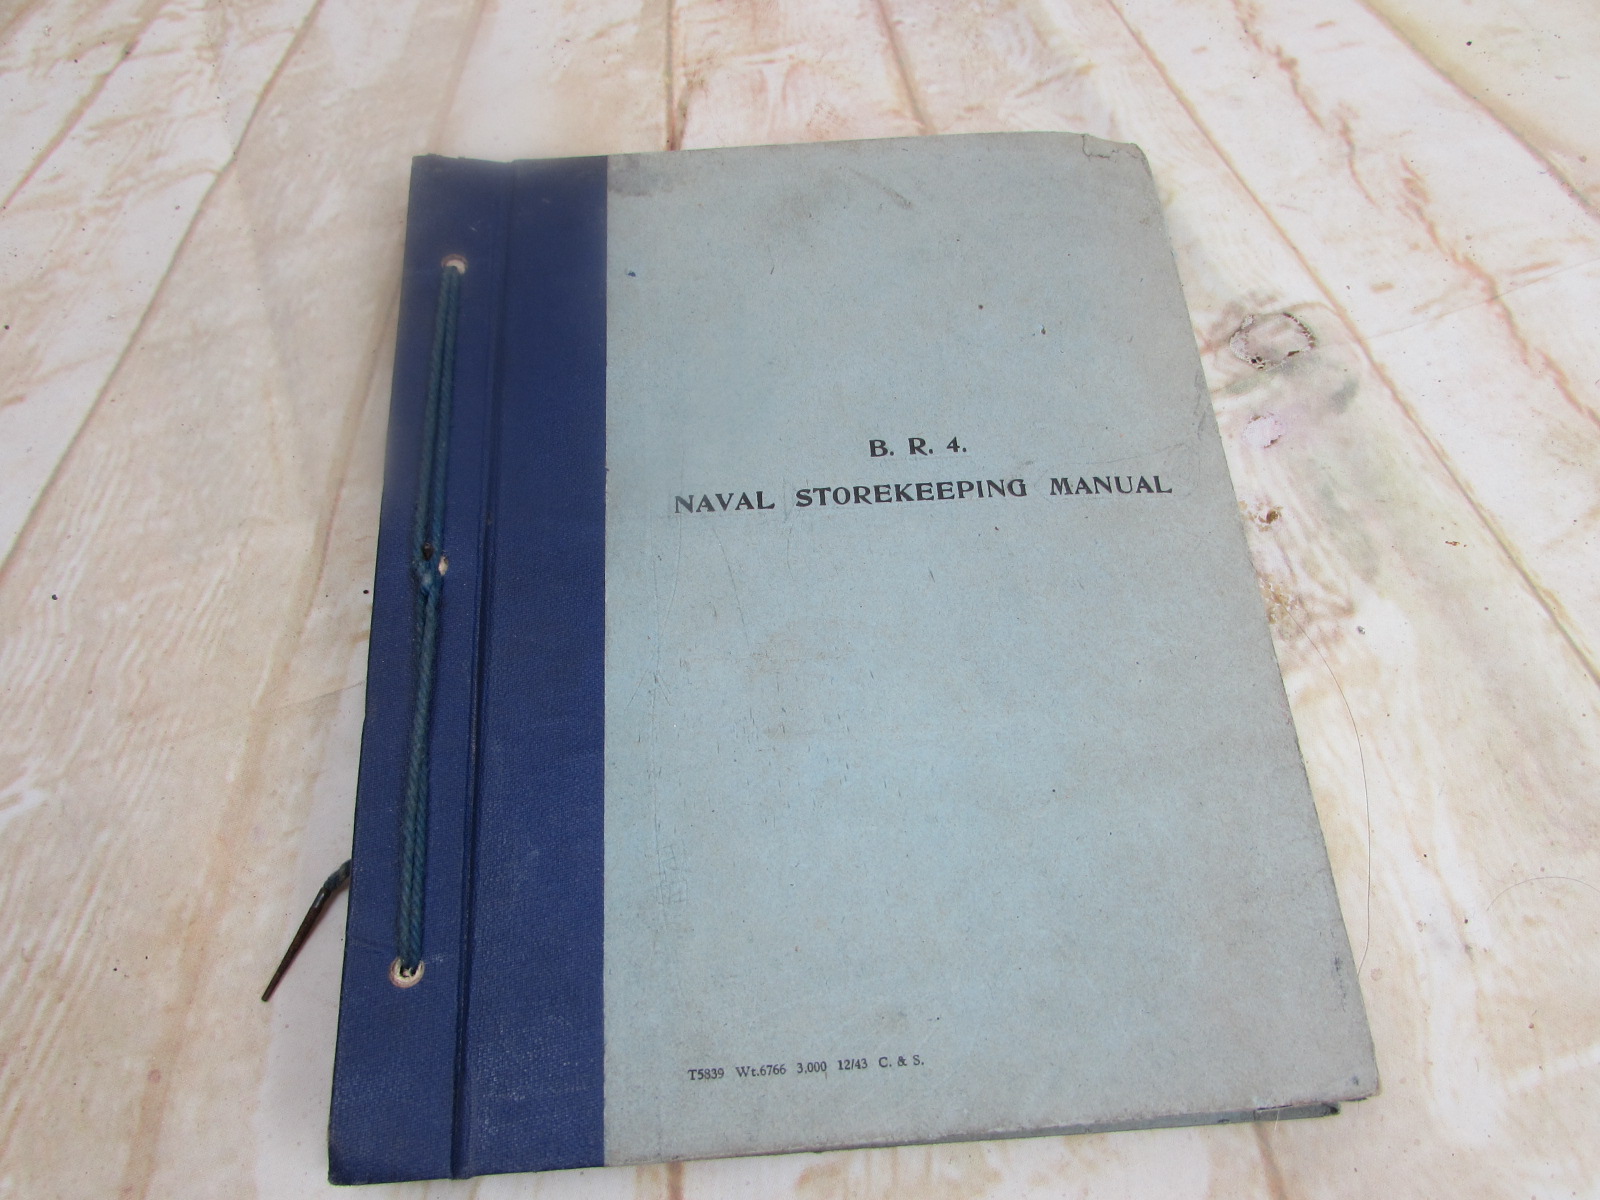 B. R. 4.
NAVAL STOREKEEPING MANUAL
T5839 Wt.6766 3,000 12/43 C. & S.